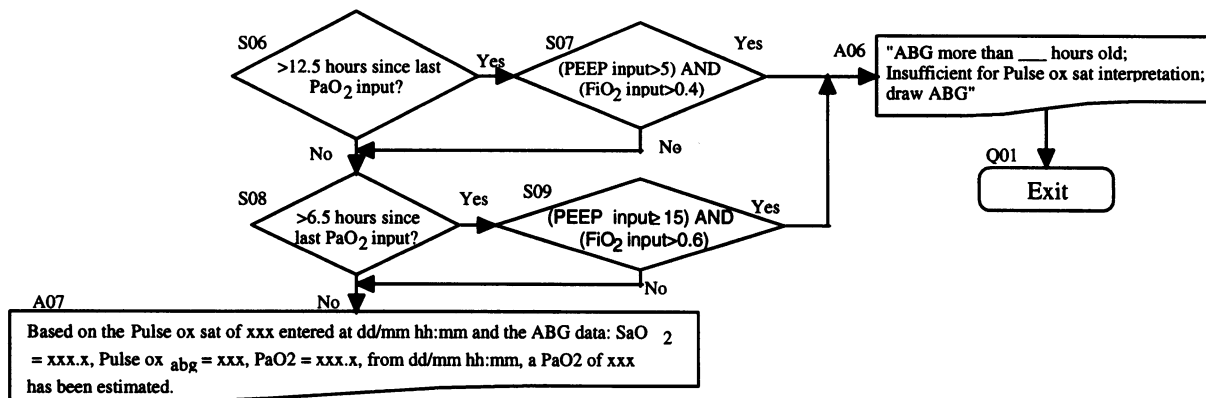 S06
>12.5 hours since last
PaO2 input?
Yes
S07
(PEEP input>5) AND
(FiO2 input>0.4)
Yes
A06
"ABG more than ___ hours old;
Insufficient for Pulse ox sat interpretation;
draw ABG"
No
No
Q01
Exit
S08
>6.5 hours since
last PaO2 input?
Yes
S09
(PEEP input≥ 15) AND
(FiO2 input>0.6)
Yes
No
No
A07
Based on the Pulse ox sat of xxx entered at dd/mm hh:mm and the ABG data: SaO 2
= xxx.x, Pulse ox abg = xxx, PaO2 = xxx.x, from dd/mm hh:mm, a PaO2 of xxx
has been estimated.